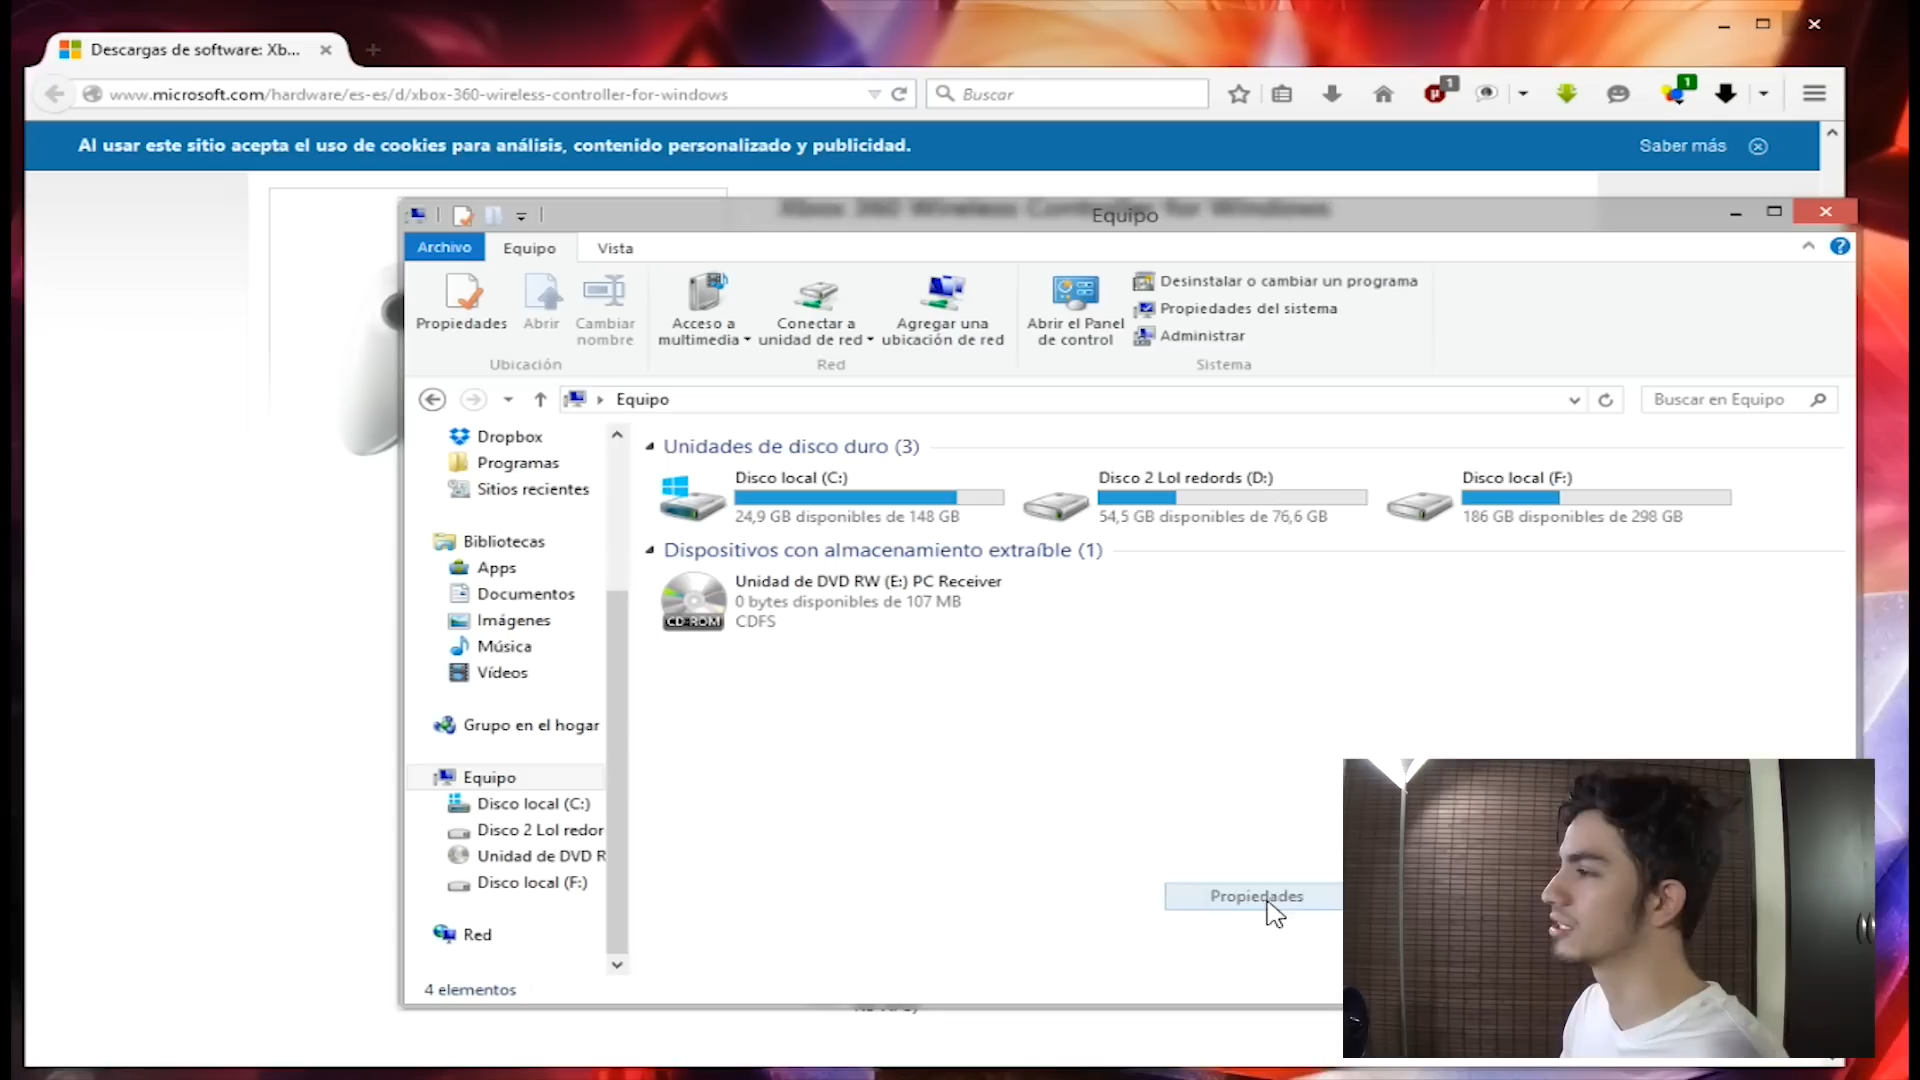 Descargas de software: Xb...
www.microsoft.com/hardware/es-es/d/xbox-360-wireless-controller-for-windows
Buscar
1
1
Al usar este sitio acepta el uso de cookies para análisis, contenido personalizado y publicidad.
Saber más
Xbox 360 Wireless Controller for Windows
Equipo
Archivo
Equipo
Vista
Propiedades
Abrir
Cambiar
nombre
Ubicación
Acceso a
multimedia
Conectar a
unidad de red
Agregar una
ubicación de red
Red
Abrir el Panel
de control
Desinstalar o cambiar un programa
Propiedades del sistema
Administrar
Sistema
Equipo
Buscar en Equipo
Dropbox
Programas
Sitios recientes
Bibliotecas
Apps
Documentos
Imágenes
Música
Vídeos
Grupo en el hogar
Equipo
Disco local (C:)
Disco 2 Lol redor
Unidad de DVD R
Disco local (F:)
Red
Unidades de disco duro (3)
Disco local (C:)
24,9 GB disponibles de 148 GB
Disco 2 Lol redords (D:)
54,5 GB disponibles de 76,6 GB
Disco local (F:)
186 GB disponibles de 298 GB
Dispositivos con almacenamiento extraíble (1)
CD-ROM
Unidad de DVD RW (E:) PC Receiver
0 bytes disponibles de 107 MB
CDFS
Propiedades
4 elementos